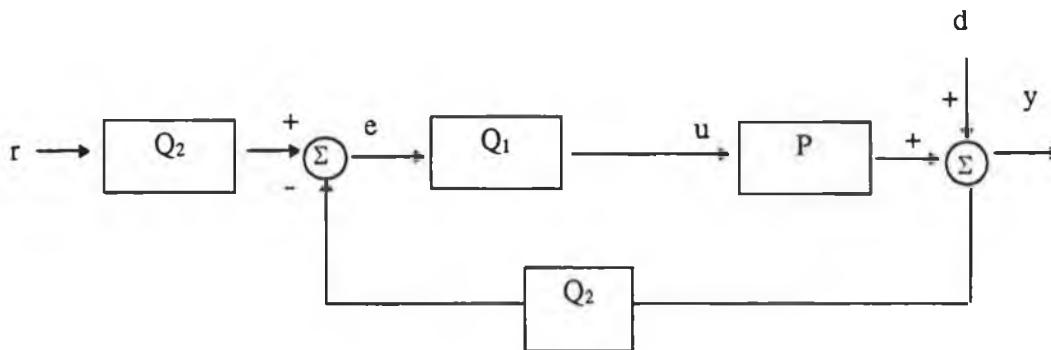 d
+
y
r
Q₂
+
Σ
-
e
Q₁
u
P
+
Σ
Q₂